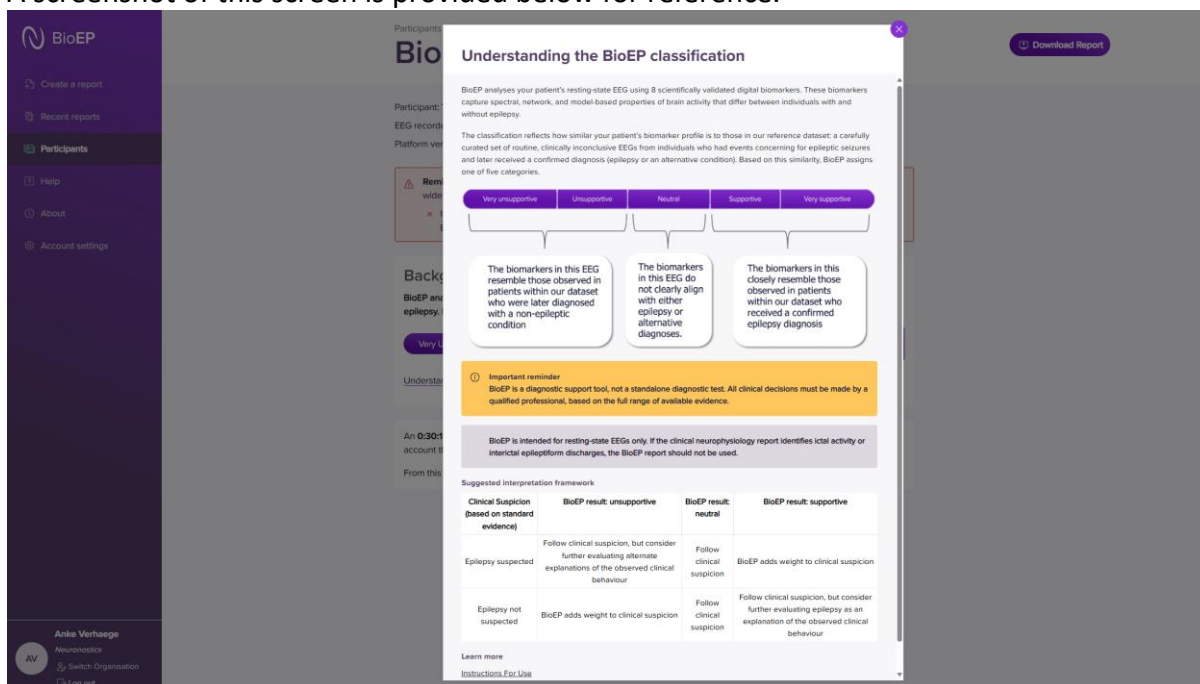 A screenshot of this screen is provided below for reference.
BioEP
Create a report
Recent reports
Participants
Help
About
Account settings
Anke Verhaege
Neuronostics
AV
Switch Organisation
Log out
Participants
Bio
Download Report
Participant:
EEG record
Platform ver
Rem
wide
Backg
BioEP ana
epilepsy.
Very U
Understa
An 0:30:1
account t
From this
Understanding the BioEP classification
BioEP analyses your patient's resting-state EEG using 8 scientifically validated digital biomarkers. These biomarkers
capture spectral, network, and model-based properties of brain activity that differ between individuals with and
without epilepsy.
The classification reflects how similar your patient's biomarker profile is to those in our reference dataset: a carefully
curated set of routine, clinically inconclusive EEGs from individuals who had events concerning for epileptic seizures
and later received a confirmed diagnosis (epilepsy or an alternative condition). Based on this similarity, BioEP assigns
one of five categories.
Very unsupportive Unsupportive Neutral Supportive Very supportive
The biomarkers in this EEG
resemble those observed in
patients within our dataset
who were later diagnosed
with a non-epileptic
condition
The biomarkers
in this EEG do
not clearly align
with either
epilepsy or
alternative
diagnoses.
The biomarkers in this
closely resemble those
observed in patients
within our dataset who
received a confirmed
epilepsy diagnosis
Important reminder
BioEP is a diagnostic support tool, not a standalone diagnostic test. All clinical decisions must be made by a
qualified professional, based on the full range of available evidence.
BioEP is intended for resting-state EEGs only. If the clinical neurophysiology report identifies ictal activity or
interictal epileptiform discharges, the BioEP report should not be used.
Suggested interpretation framework
Clinical Suspicion
(based on standard
evidence)
BioEP result: unsupportive
BioEP result:
neutral
BioEP result: supportive
Epilepsy suspected
Follow clinical suspicion, but consider
further evaluating alternate
explanations of the observed clinical
behaviour
Follow
clinical
suspicion
BioEP adds weight to clinical suspicion
Epilepsy not
suspected
BioEP adds weight to clinical suspicion
Follow
clinical
suspicion
Follow clinical suspicion, but consider
further evaluating epilepsy as an
explanation of the observed clinical
behaviour
Learn more
Instructions For Use